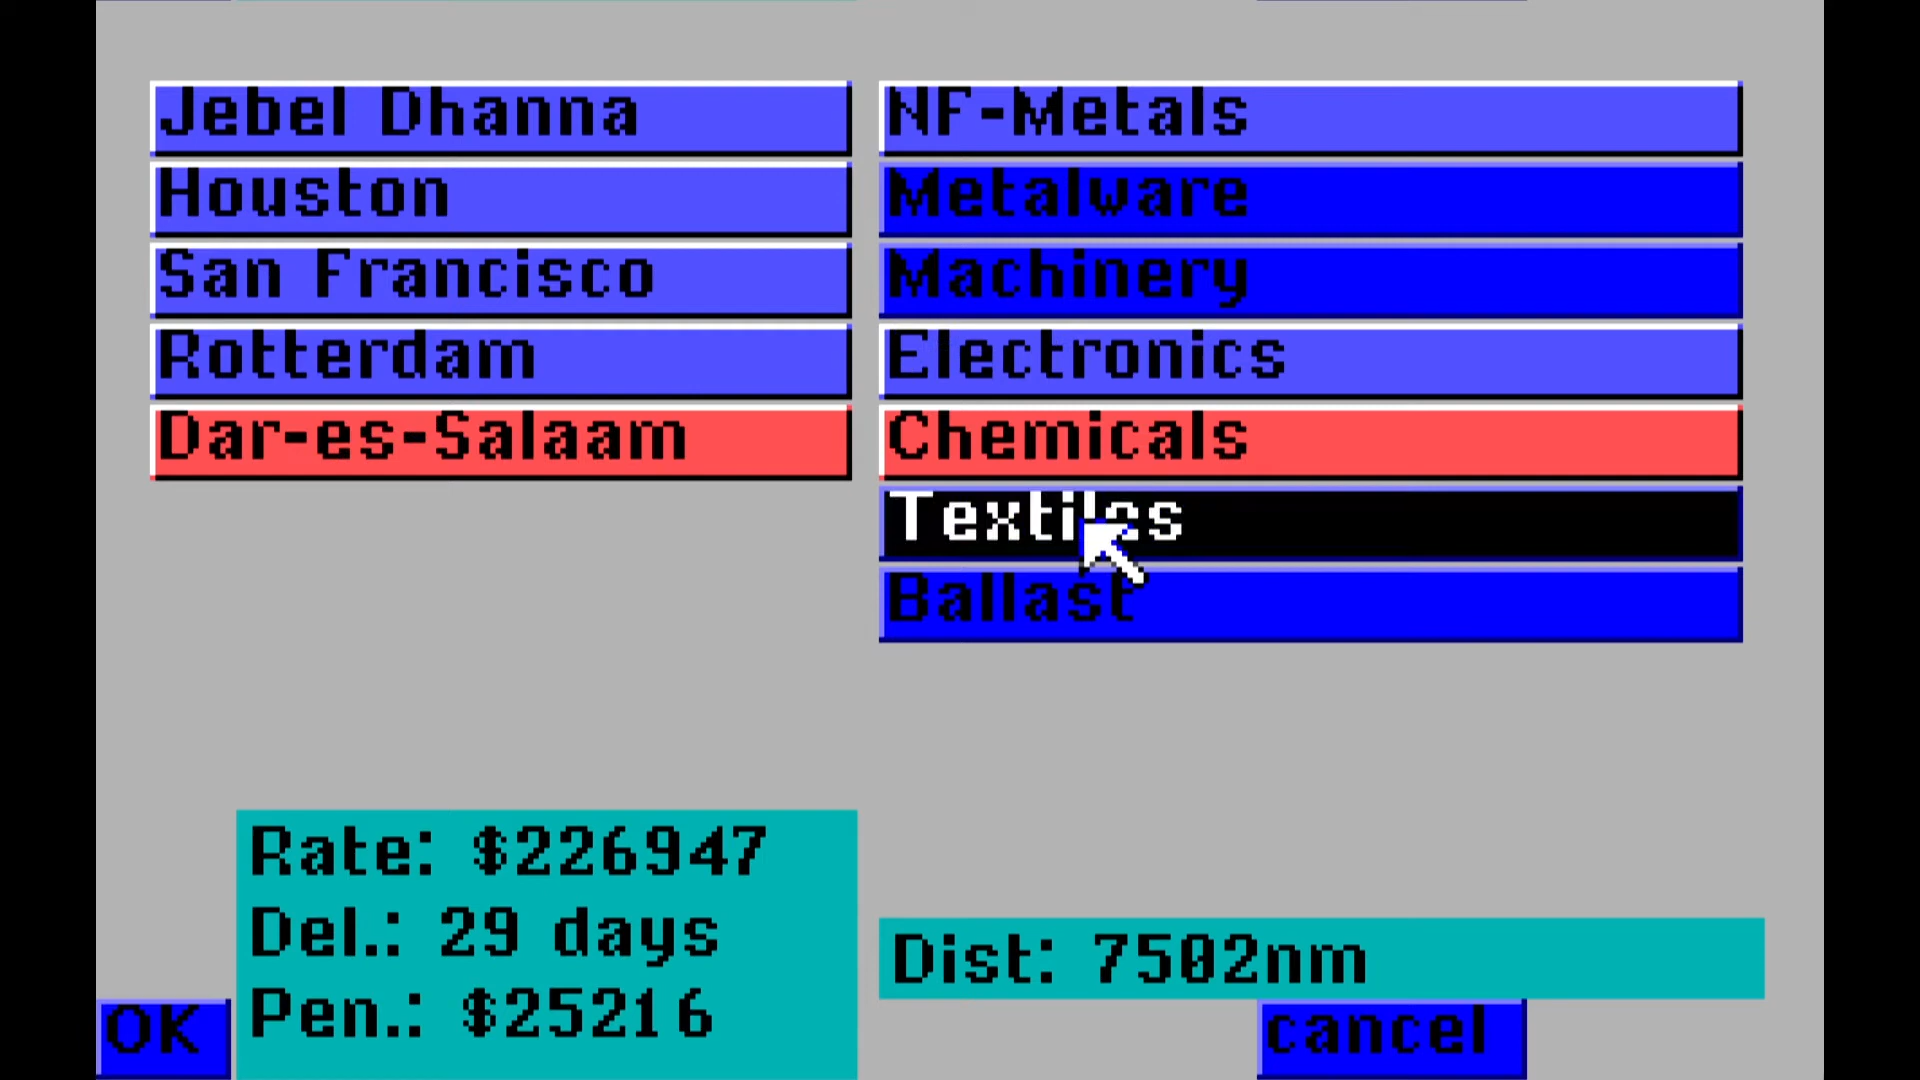 Jebel Dhanna
Houston
San Francisco
Rotterdam
Dar-es-Salaam
NF-Metals
Metalware
Machinery
Electronics
Chemicals
Textiles
Ballast
Rate: $226947
Del.: 29 days
Pen.: $25216
Dist: 7502nm
OK
cancel